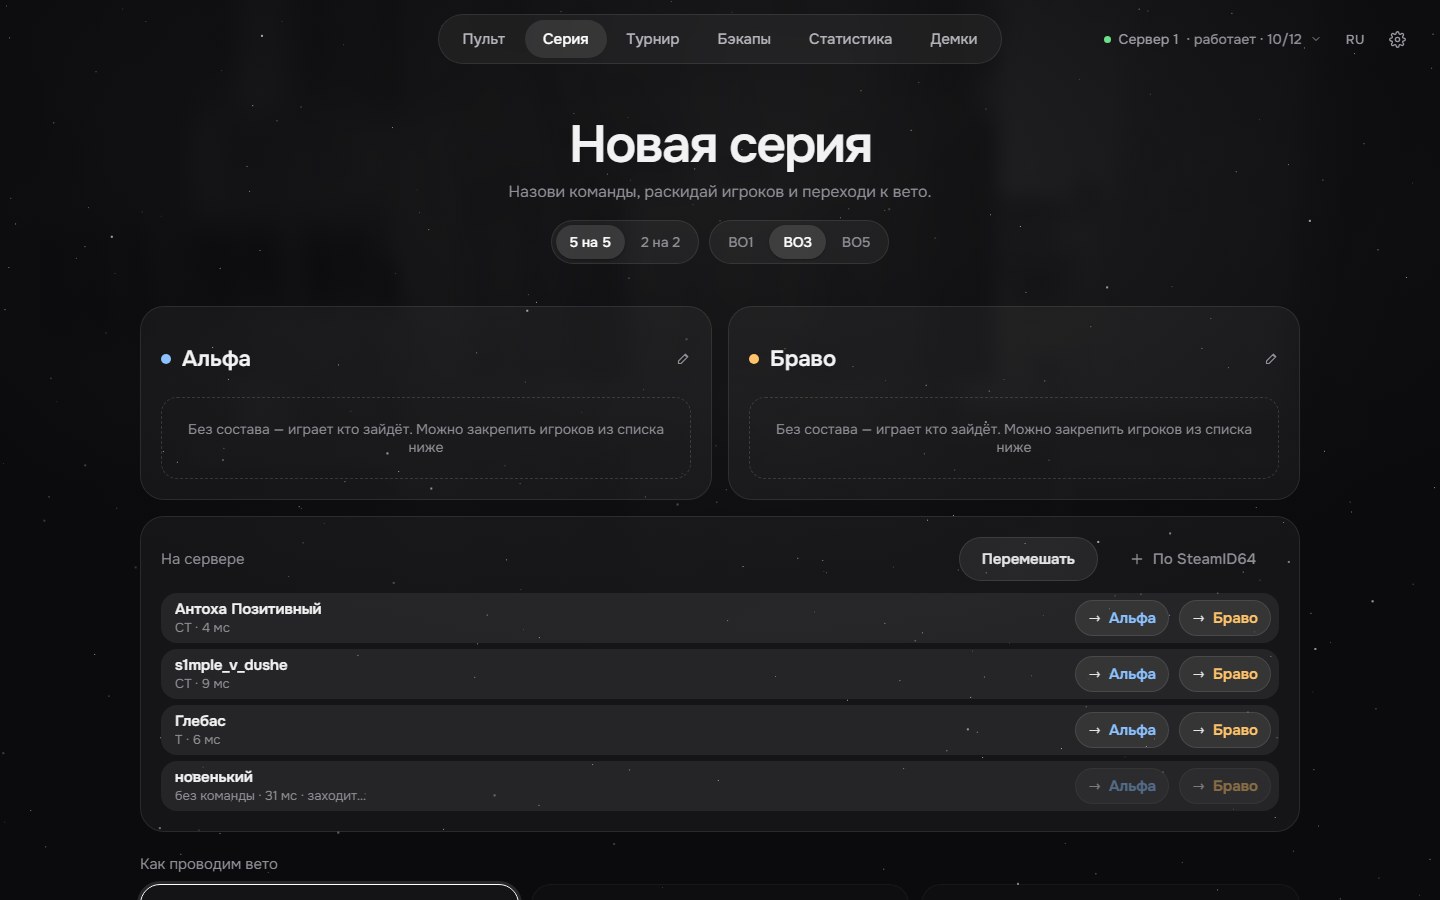 Пульт Серия Турнир Бэкапы Статистика Демки
Сервер 1 · работает · 10/12 RU
Новая серия
Назови команды, раскидай игроков и переходи к вето.
5 на 5 2 на 2 BO1 BO3 BO5
Альфа
Без состава — играет кто зайдёт. Можно закрепить игроков из списка
ниже
Браво
Без состава — играет кто зайдёт. Можно закрепить игроков из списка
ниже
На сервере
Перемешать
+ По SteamID64
Антоха Позитивный
CT · 4 мс
→ Альфа → Браво
s1mple_v_dushe
CT · 9 мс
→ Альфа → Браво
Глебас
T · 6 мс
→ Альфа → Браво
новенький
без команды · 31 мс · заходит…
→ Альфа → Браво
Как проводим вето